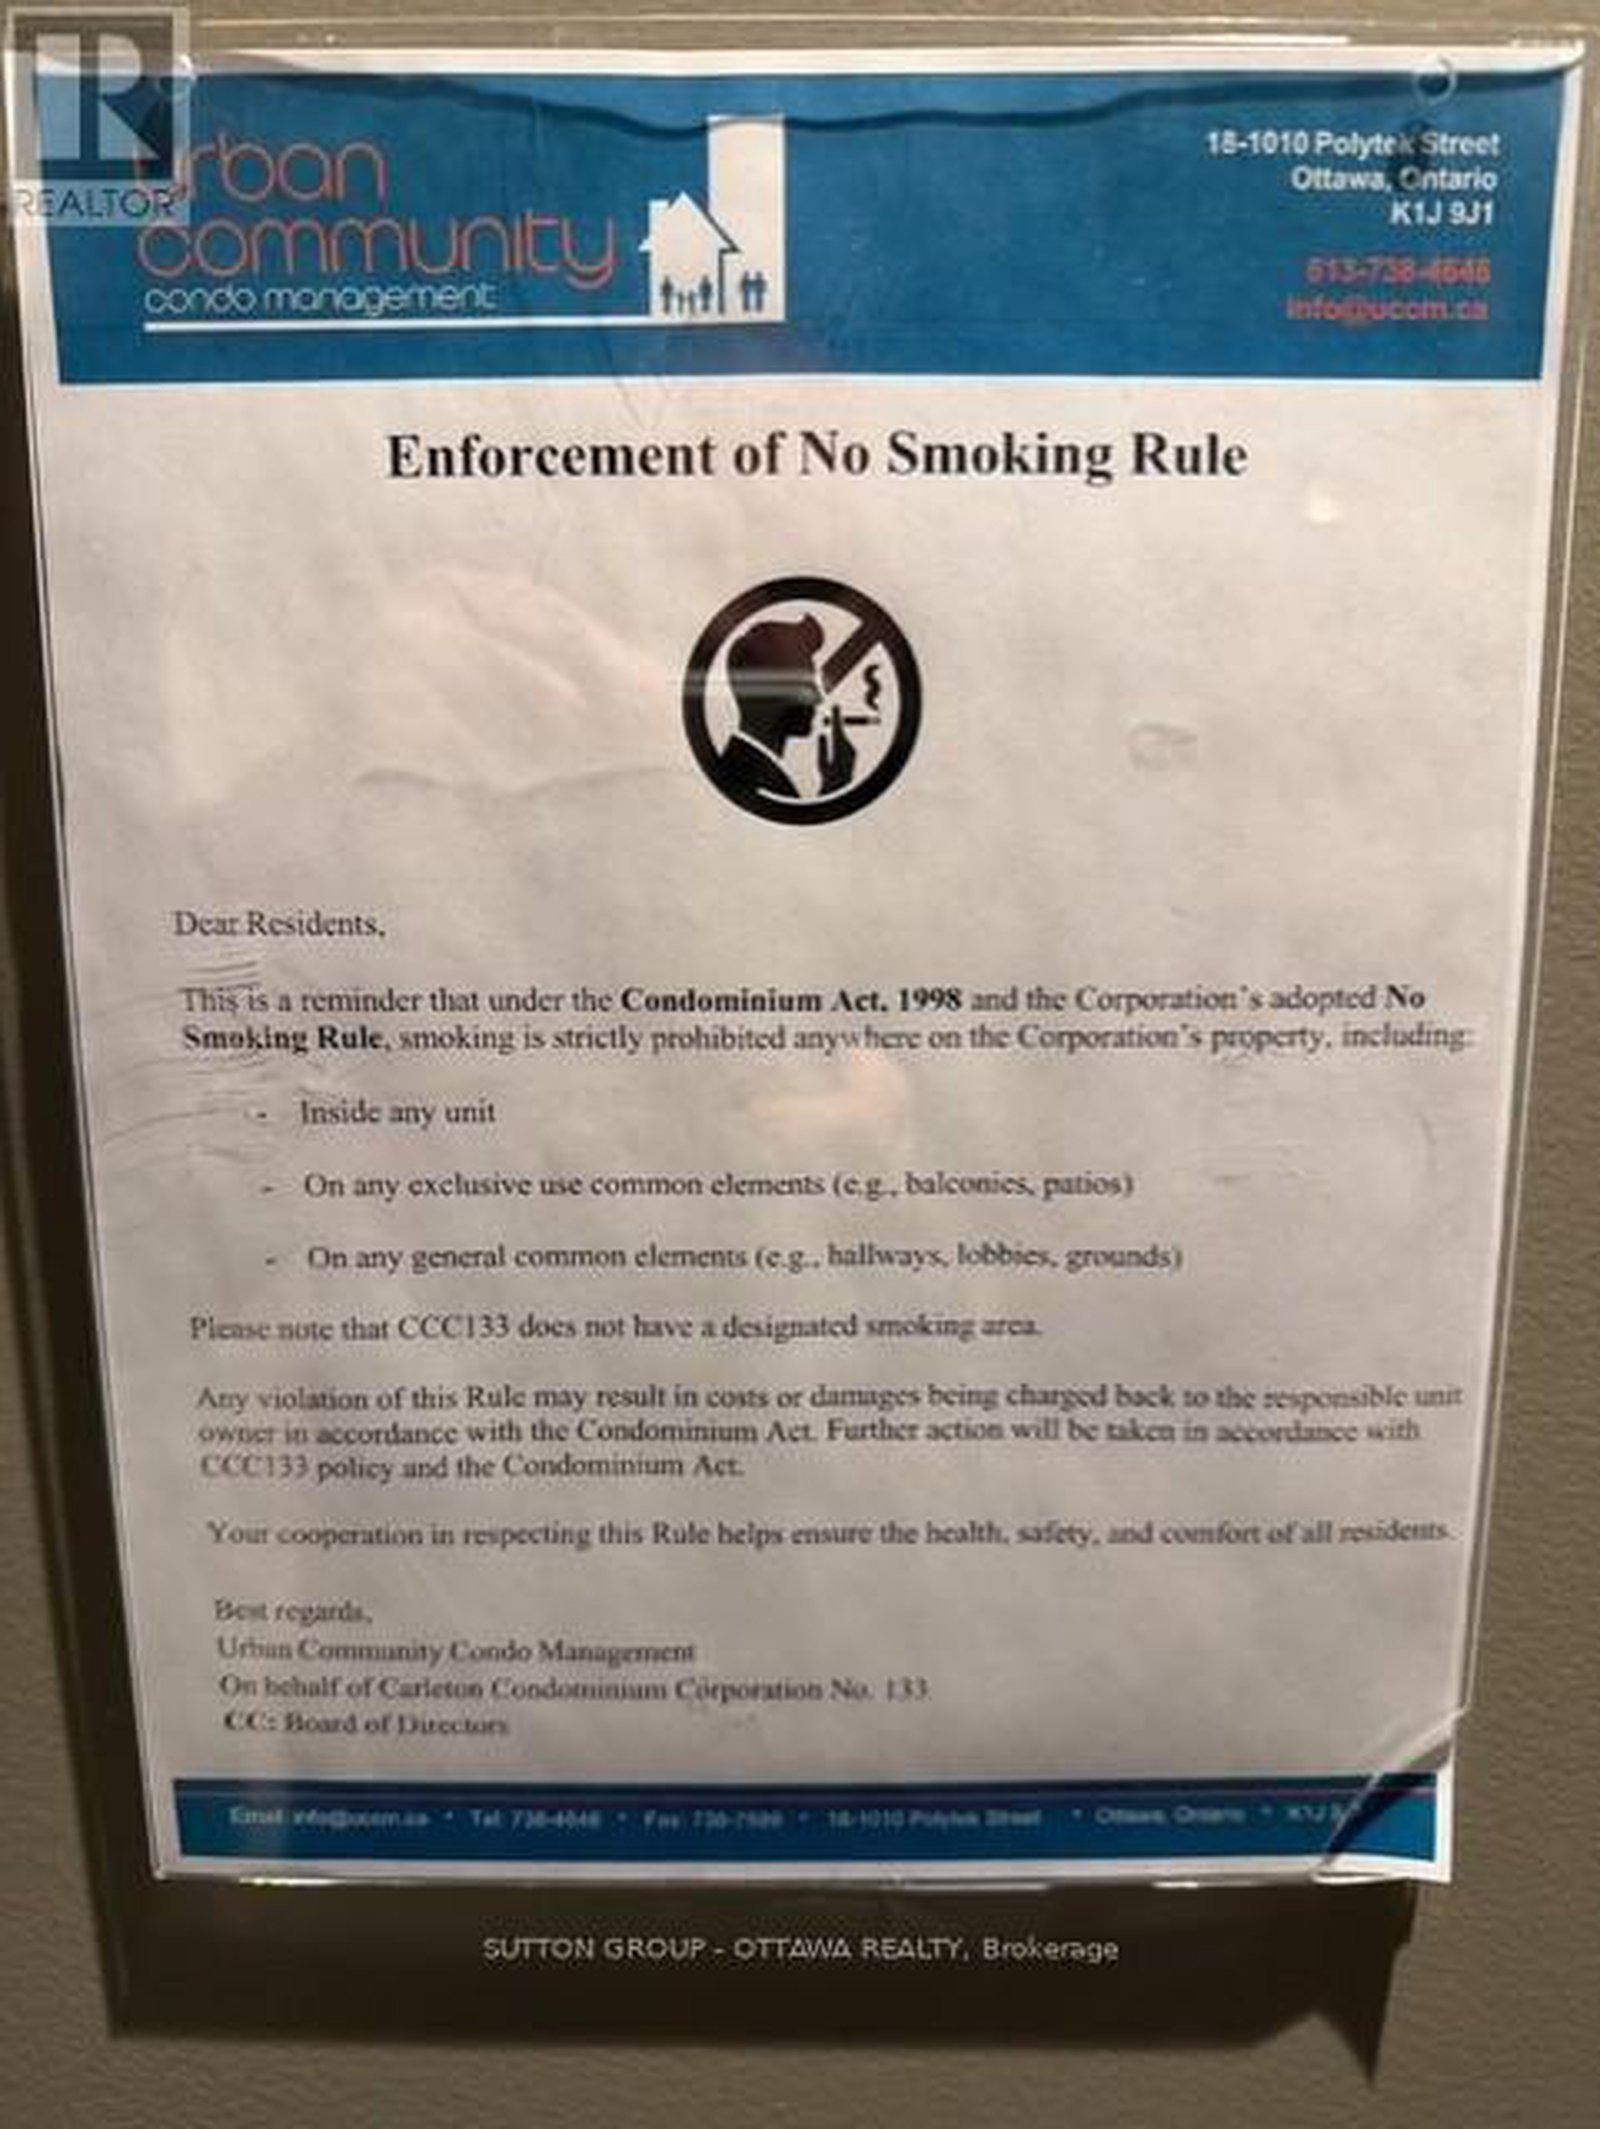 REALTOR
urban
community
condo management
18-1010 Polytek Street
Ottawa, Ontario
K1J 9J1
613-738-4646
info@uccm.ca
Enforcement of No Smoking Rule
Dear Residents,
This is a reminder that under the Condominium Act, 1998 and the Corporation's adopted No
Smoking Rule, smoking is strictly prohibited anywhere on the Corporation's property, including:
- Inside any unit
- On any exclusive use common elements (e.g., balconies, patios)
- On any general common elements (e.g., hallways, lobbies, grounds)
Please note that CCC133 does not have a designated smoking area.
Any violation of this Rule may result in costs or damages being charged back to the responsible unit
owner in accordance with the Condominium Act. Further action will be taken in accordance with
CCC133 policy and the Condominium Act.
Your cooperation in respecting this Rule helps ensure the health, safety, and comfort of all residents.
Best regards,
Urban Community Condo Management
On behalf of Carleton Condominium Corporation No. 133
CC: Board of Directors
Email: info@uccm.ca * Tel: 738-4646 * Fax: * 18-1010 Polytek Street * Ottawa, Ontario * K1J
SUTTON GROUP - OTTAWA REALTY, Brokerage